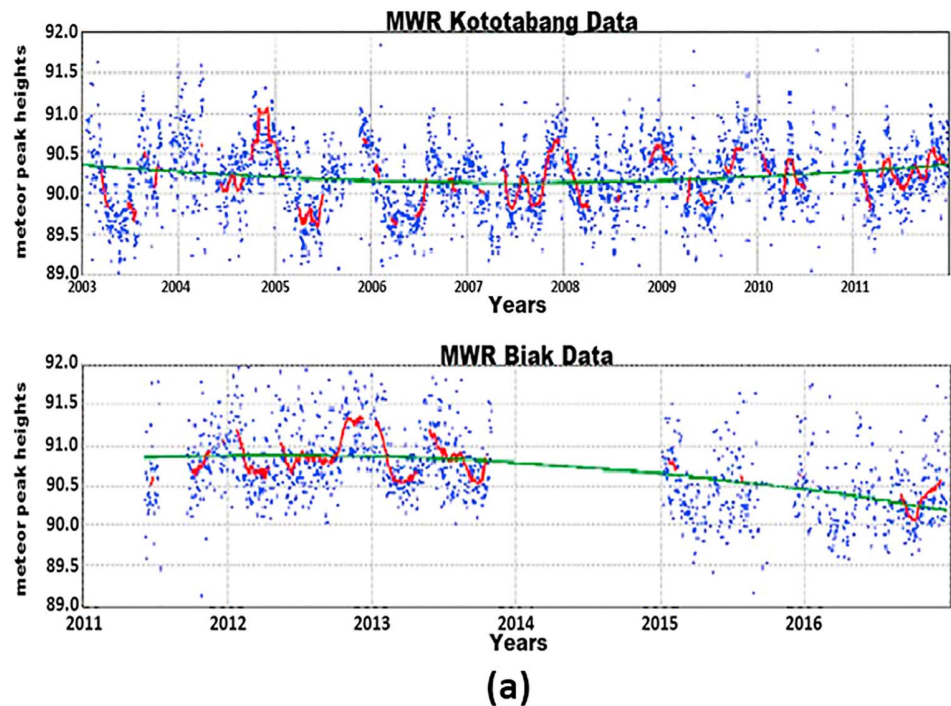 MWR Kototabang Data
meteor peak heights
92.0
91.5
91.0
90.5
90.0
89.5
89.0
2003 2004 2005 2006 2007 2008 2009 2010 2011
Years
MWR Biak Data
meteor peak heights
92.0
91.5
91.0
90.5
90.0
89.5
89.0
2011 2012 2013 2014 2015 2016
Years
(a)